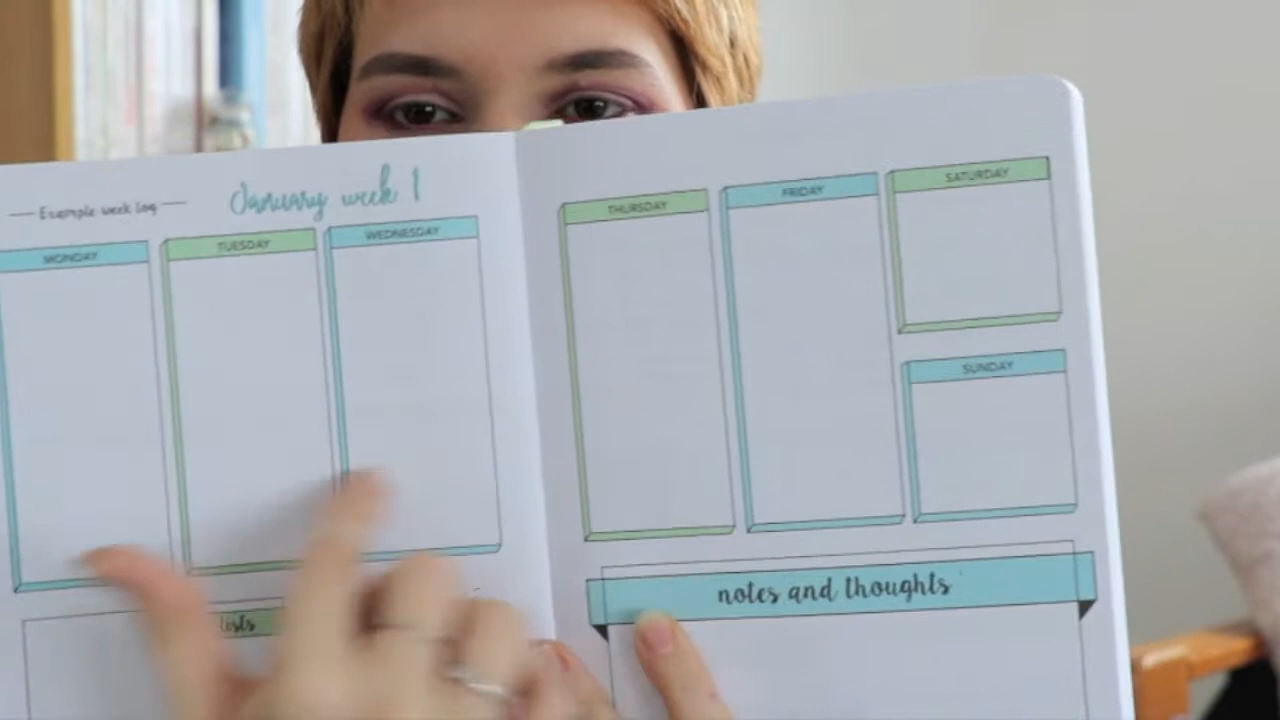 Example week log
January week 1
MONDAY
TUESDAY
WEDNESDAY
THURSDAY
FRIDAY
SATURDAY
SUNDAY
lists
notes and thoughts